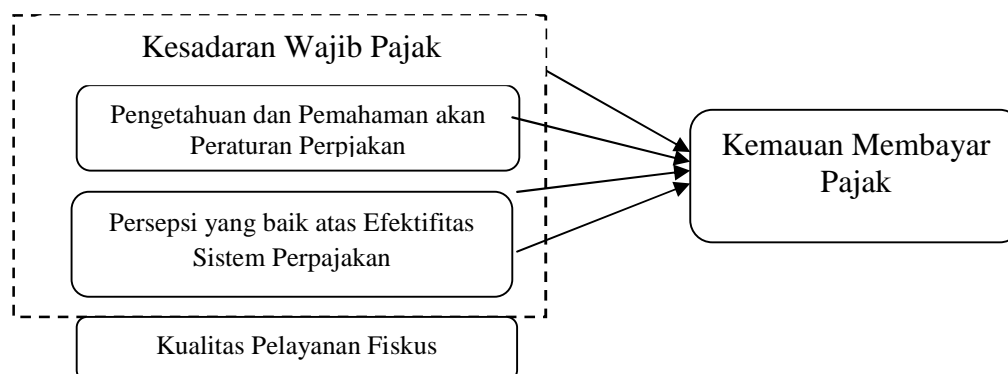 Kesadaran Wajib Pajak
Pengetahuan dan Pemahaman akan
Peraturan Perpjakan
Persepsi yang baik atas Efektifitas
Sistem Perpajakan
Kualitas Pelayanan Fiskus
Kemauan Membayar
Pajak